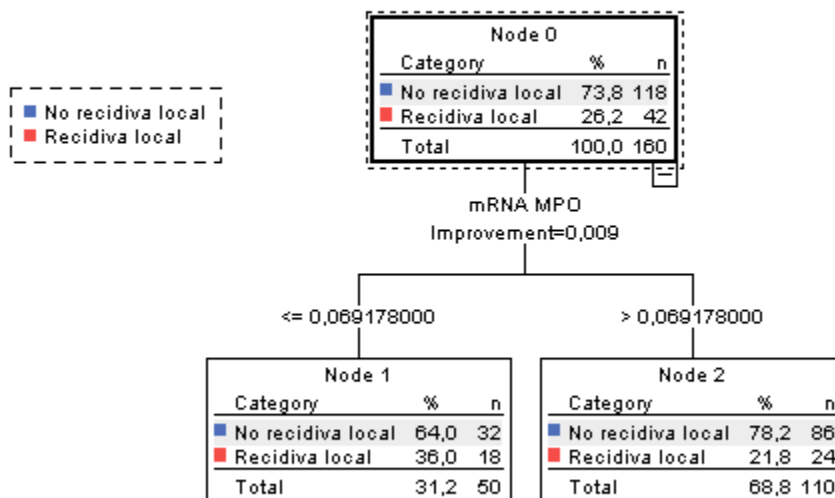 Node 0
Category % n
No recidiva local 73,8 118
Recidiva local 26,2 42
Total 100,0 160
No recidiva local
Recidiva local
mRNA MPO
Improvement=0,009
<= 0,069178000
> 0,069178000
Node 1
Category % n
No recidiva local 64,0 32
Recidiva local 36,0 18
Total 31,2 50
Node 2
Category % n
No recidiva local 78,2 86
Recidiva local 21,8 24
Total 68,8 110